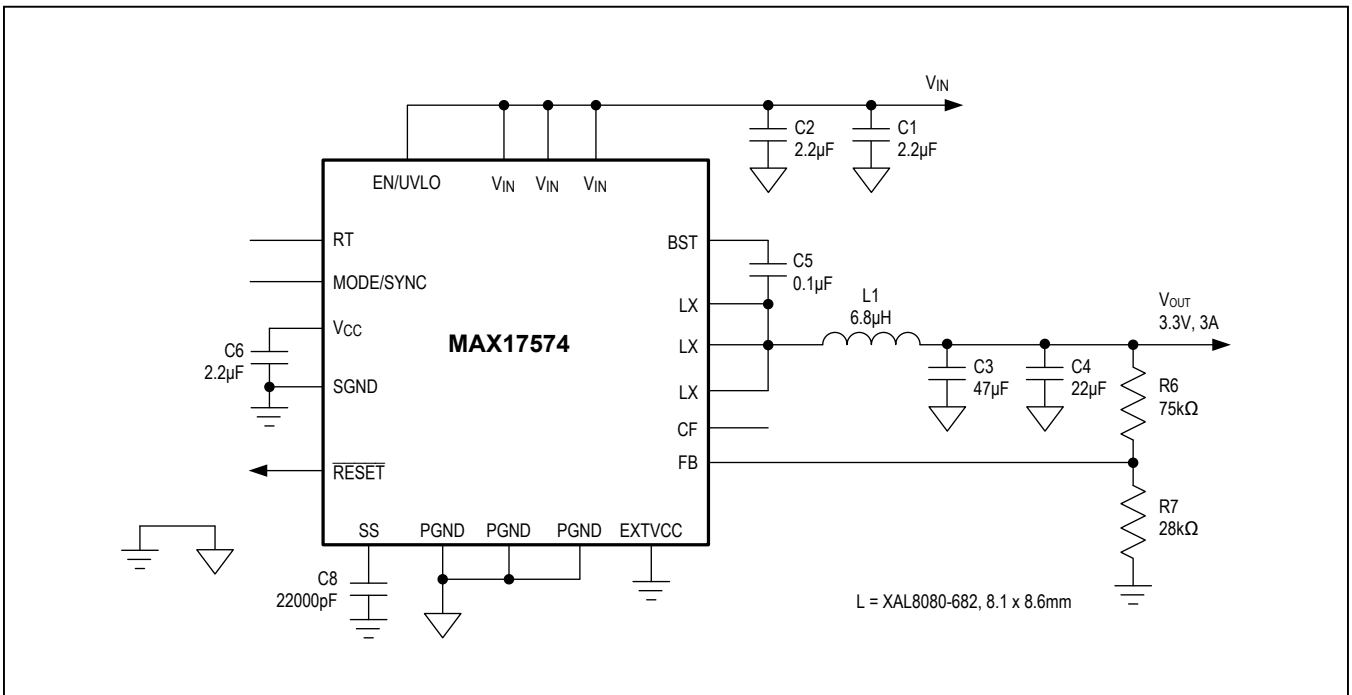 VIN
C2
2.2µF
C1
2.2µF
EN/UVLO
VIN
VIN
VIN
RT
MODE/SYNC
VCC
C6
2.2µF
SGND
RESET
MAX17574
BST
C5
0.1µF
LX
LX
LX
CF
FB
L1
6.8µH
VOUT
3.3V, 3A
C3
47µF
C4
22µF
R6
75kΩ
R7
28kΩ
SS
PGND
PGND
PGND
EXTVCC
C8
22000pF
L = XAL8080-682, 8.1 x 8.6mm